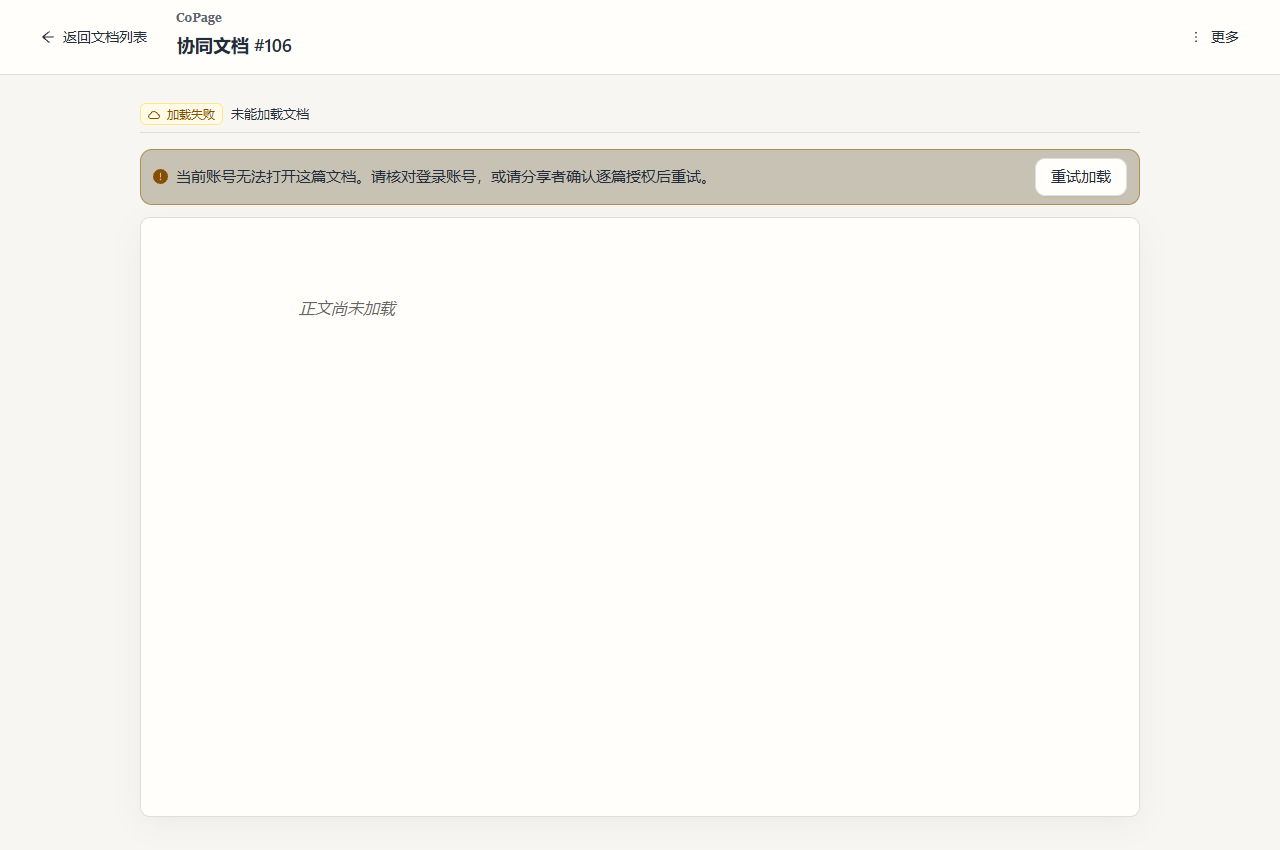 返回文档列表
CoPage
协同文档 #106
更多
加载失败 未能加载文档
当前账号无法打开这篇文档。请核对登录账号，或请分享者确认逐篇授权后重试。
重试加载
正文尚未加载